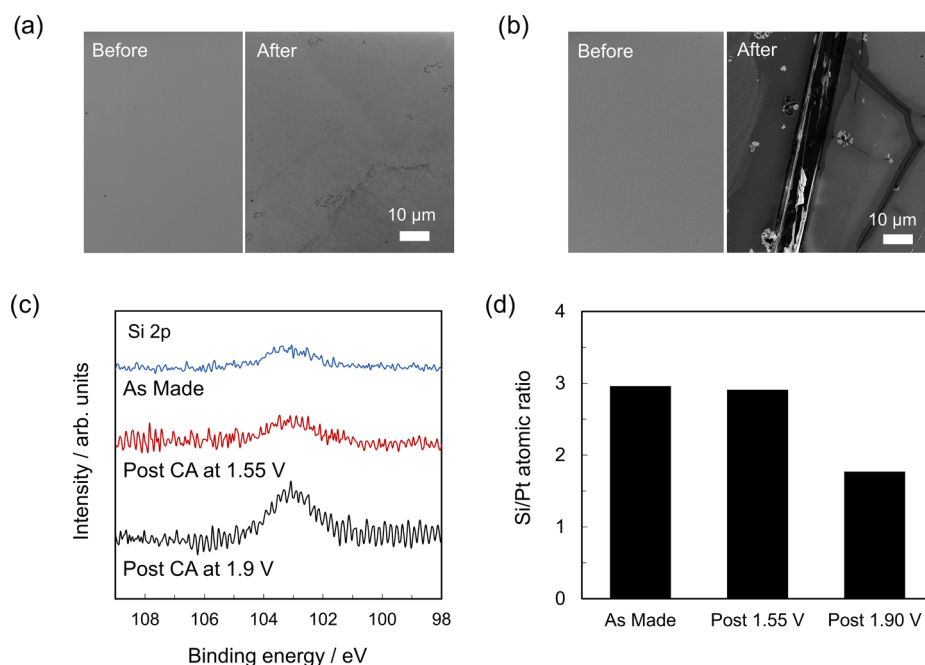 (a)
Before
After
10 µm
(b)
Before
After
10 µm
(c)
Si 2p
As Made
Post CA at 1.55 V
Post CA at 1.9 V
Intensity / arb. units
108 106 104 102 100 98
Binding energy / eV
(d)
4
3
2
1
0
Si/Pt atomic ratio
As Made Post 1.55 V Post 1.90 V